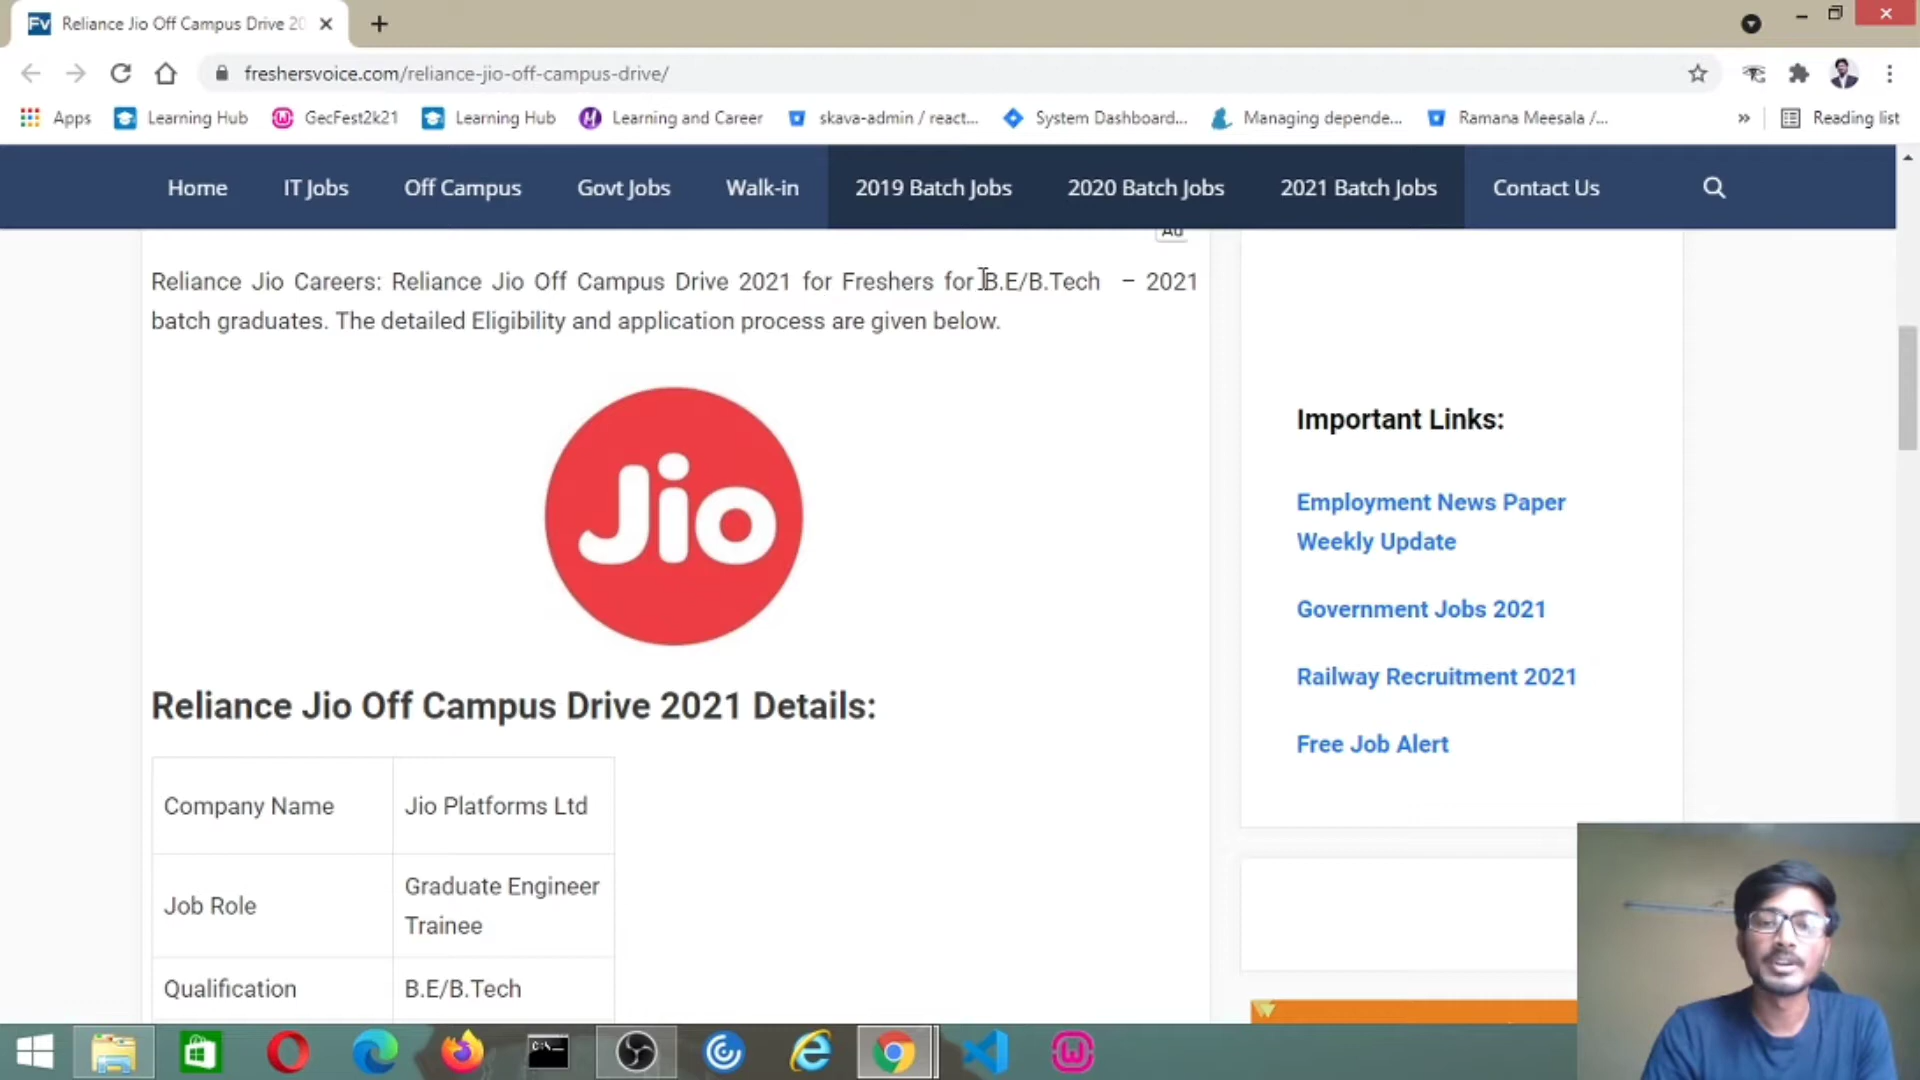 Fv Reliance Jio Off Campus Drive 20
freshersvoice.com/reliance-jio-off-campus-drive/
Apps Learning Hub GecFest2k21 Learning Hub Learning and Career skava-admin / react... System Dashboard... Managing depende... Ramana Meesala /... » Reading list
Home IT Jobs Off Campus Govt Jobs Walk-in 2019 Batch Jobs 2020 Batch Jobs 2021 Batch Jobs Contact Us
Ad
Reliance Jio Careers: Reliance Jio Off Campus Drive 2021 for Freshers for B.E/B.Tech – 2021
batch graduates. The detailed Eligibility and application process are given below.
Jio
Reliance Jio Off Campus Drive 2021 Details:
Company Name Jio Platforms Ltd
Job Role Graduate Engineer
Trainee
Qualification B.E/B.Tech
Important Links:
Employment News Paper
Weekly Update
Government Jobs 2021
Railway Recruitment 2021
Free Job Alert
C:\_